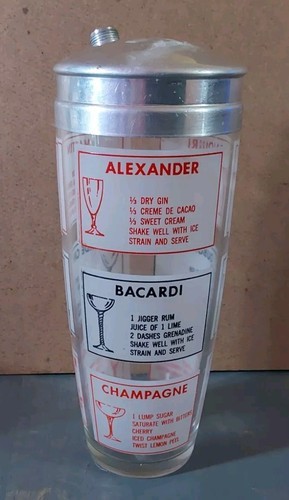 ALEXANDER
⅓ DRY GIN
⅓ CREME DE CACAO
⅓ SWEET CREAM
SHAKE WELL WITH ICE
STRAIN AND SERVE
BACARDI
1 JIGGER RUM
JUICE OF 1 LIME
2 DASHES GRENADINE
SHAKE WELL WITH ICE
STRAIN AND SERVE
CHAMPAGNE
1 LUMP SUGAR
SATURATE WITH BITTERS
CHERRY
ICED CHAMPAGNE
TWIST LEMON PEEL